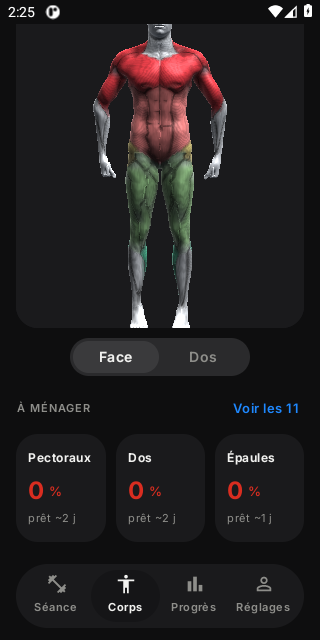 2:25
Face
Dos
À MÉNAGER
Voir les 11
Pectoraux
Dos
Épaules
0 %
0 %
0 %
prêt ~2 j
prêt ~2 j
prêt ~1 j
Séance
Corps
Progrès
Réglages